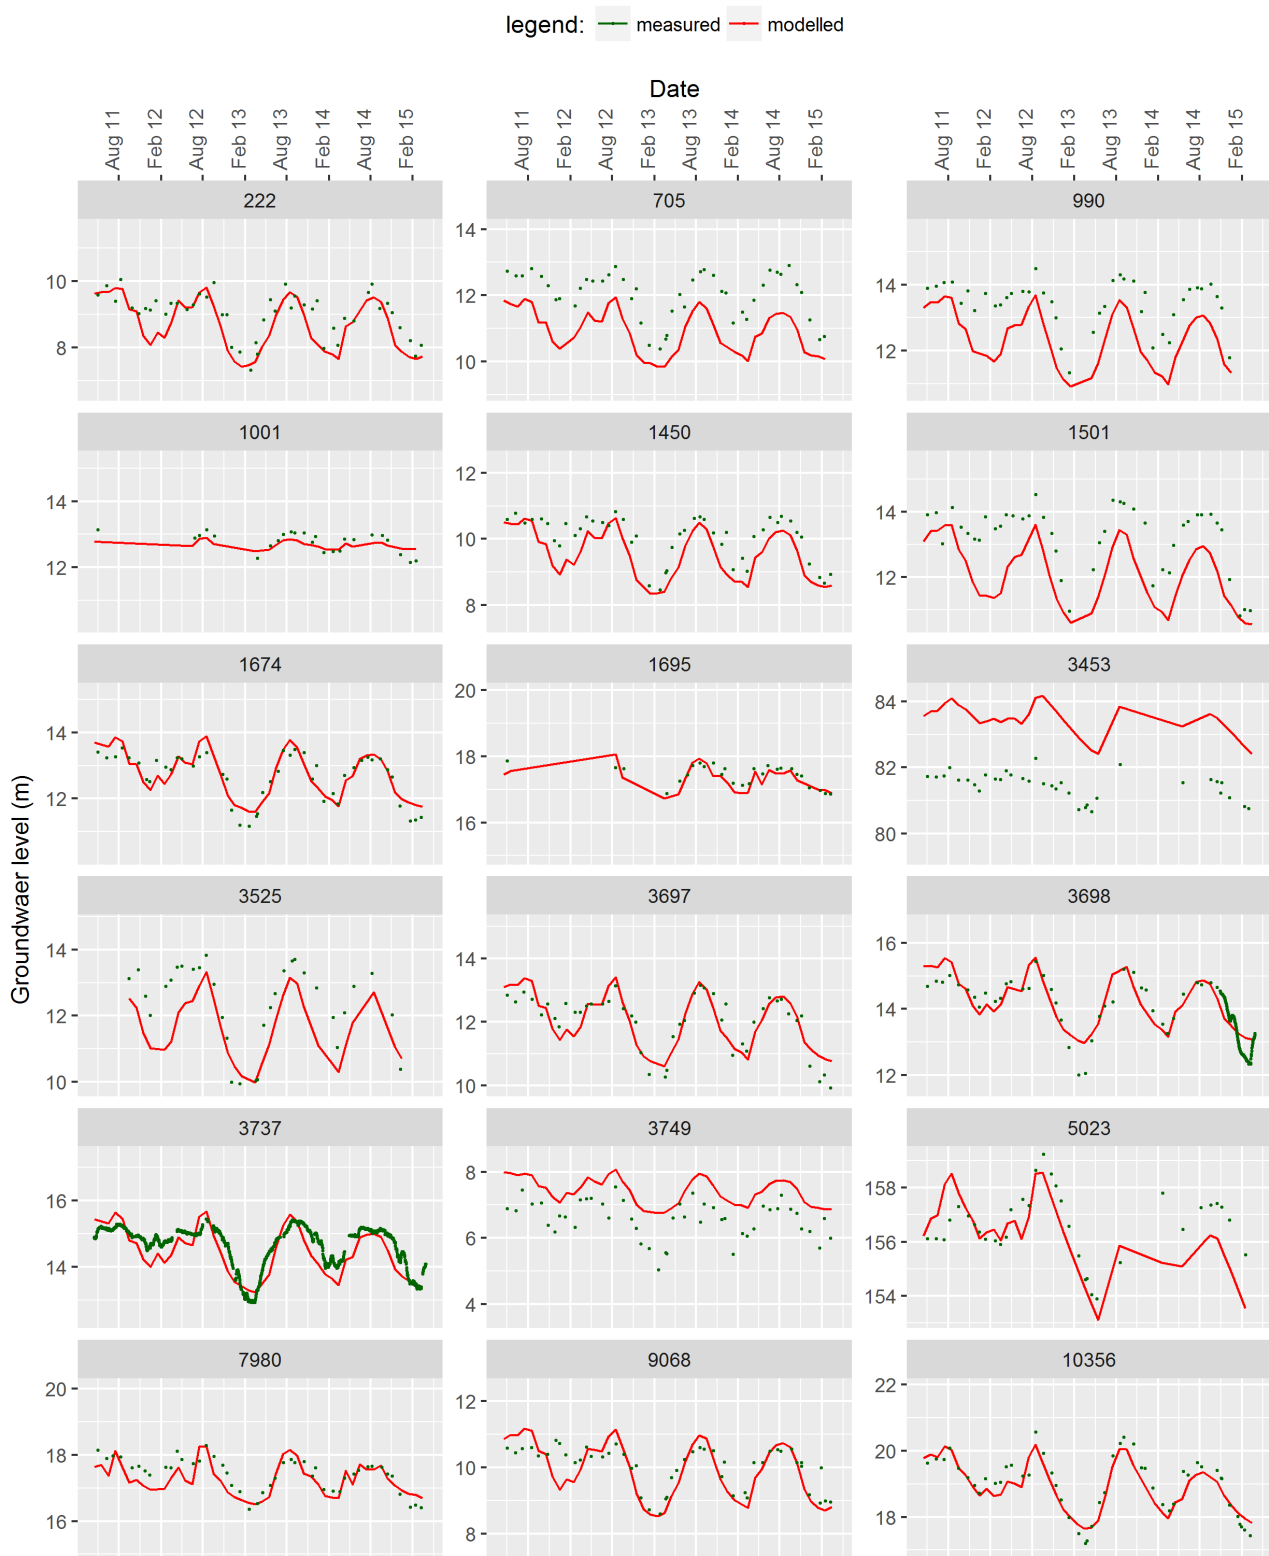 legend: measured modelled
Date
Aug 11 Feb 12 Aug 12 Feb 13 Aug 13 Feb 14 Aug 14 Feb 15 Aug 11 Feb 12 Aug 12 Feb 13 Aug 13 Feb 14 Aug 14 Feb 15 Aug 11 Feb 12 Aug 12 Feb 13 Aug 13 Feb 14 Aug 14 Feb 15
222 705 990
10 8
14 12 10
14 12
1001 1450 1501
14 12
12 10 8
14 12
1674 1695 3453
14 12
20 18 16
84 82 80
Groundwaer level (m)
3525 3697 3698
14 12 10
14 12 10
16 14 12
3737 3749 5023
16 14
8 6 4
158 156 154
7980 9068 10356
20 18 16
12 10 8
22 20 18